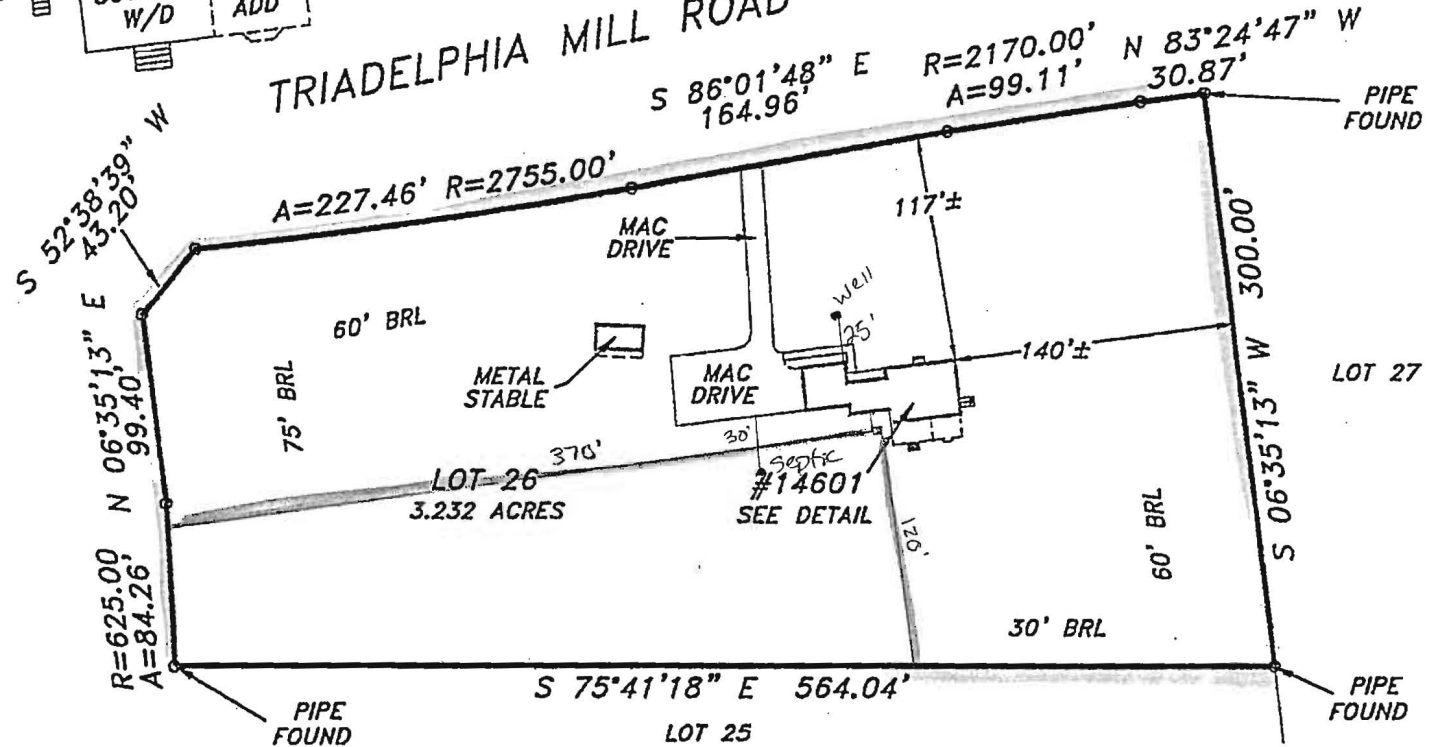 W/D
ADD
TRIADELPHIA MILL ROAD
S 86°01'48" E
164.96'
R=2170.00'
A=99.11'
N 83°24'47" W
30.87'
PIPE
FOUND
S 52°38'39" W
43.20'
A=227.46' R=2755.00'
MAC
DRIVE
117'±
Well
25'
60' BRL
METAL
STABLE
MAC
DRIVE
140'±
S 06°35'13" W 300.00'
LOT 27
N 06°35'13" E
99.40'
75' BRL
370'
30'
Septic
LOT 26
3.232 ACRES
#14601
SEE DETAIL
120'
60' BRL
R=625.00
A=84.26'
30' BRL
S 75°41'18" E 564.04'
PIPE
FOUND
LOT 25
PIPE
FOUND